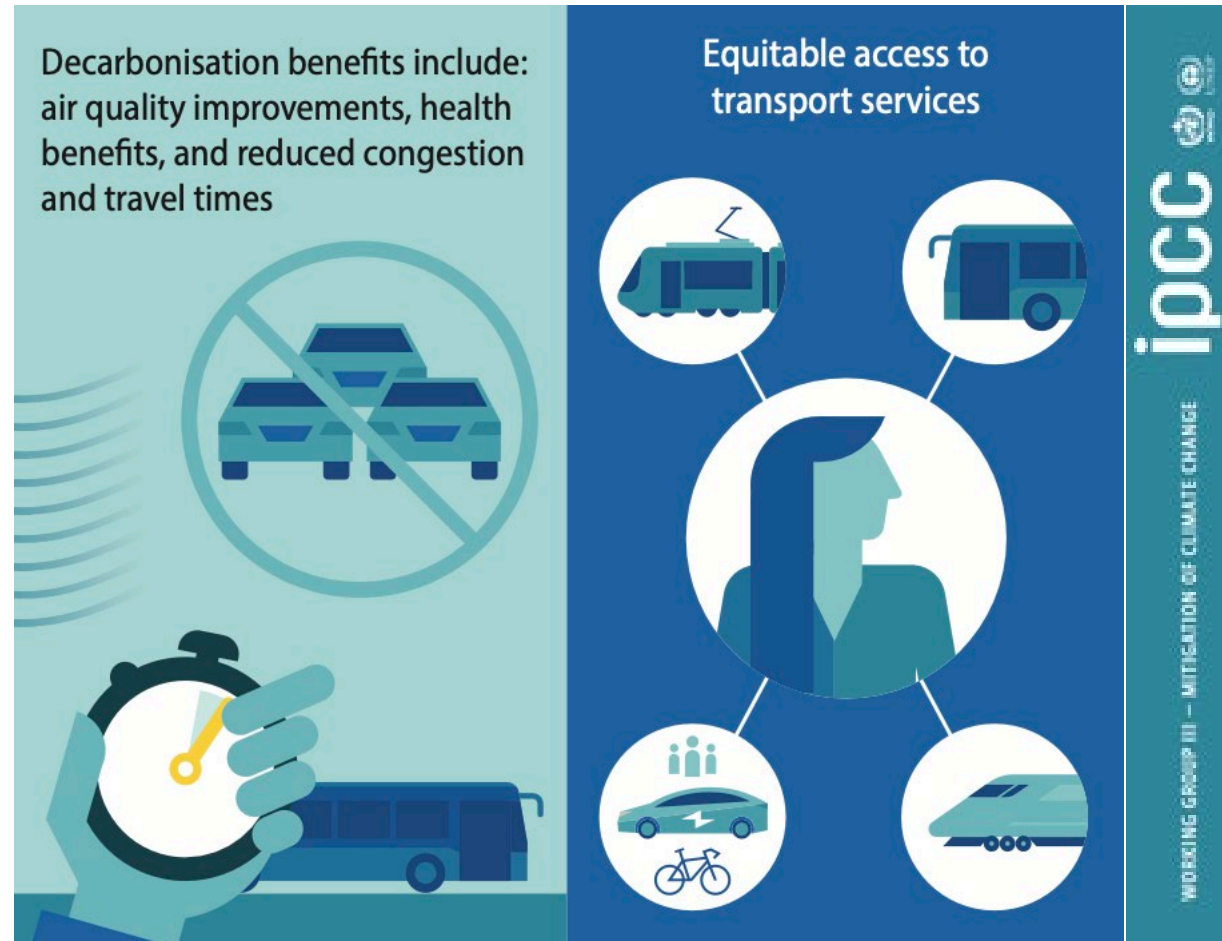 Decarbonisation benefits include:
air quality improvements, health
benefits, and reduced congestion
and travel times
Equitable access to
transport services
ipcc
WORKING GROUP III – MITIGATION OF CLIMATE CHANGE